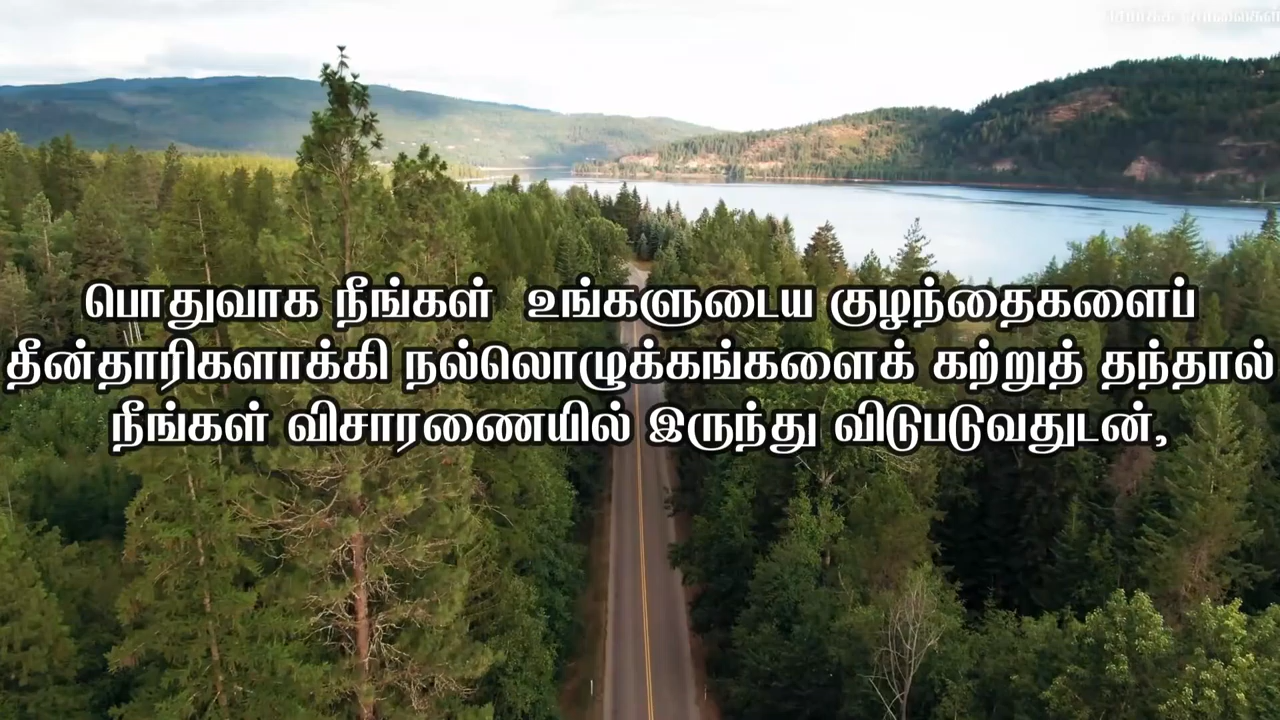 பொதுவாக நீங்கள் உங்களுடைய குழந்தைகளைப்
தீன்தாரிகளாக்கி நல்லொழுக்கங்களைக் கற்றுத் தந்தால்
நீங்கள் விசாரணையில் இருந்து விடுபடுவதுடன்,